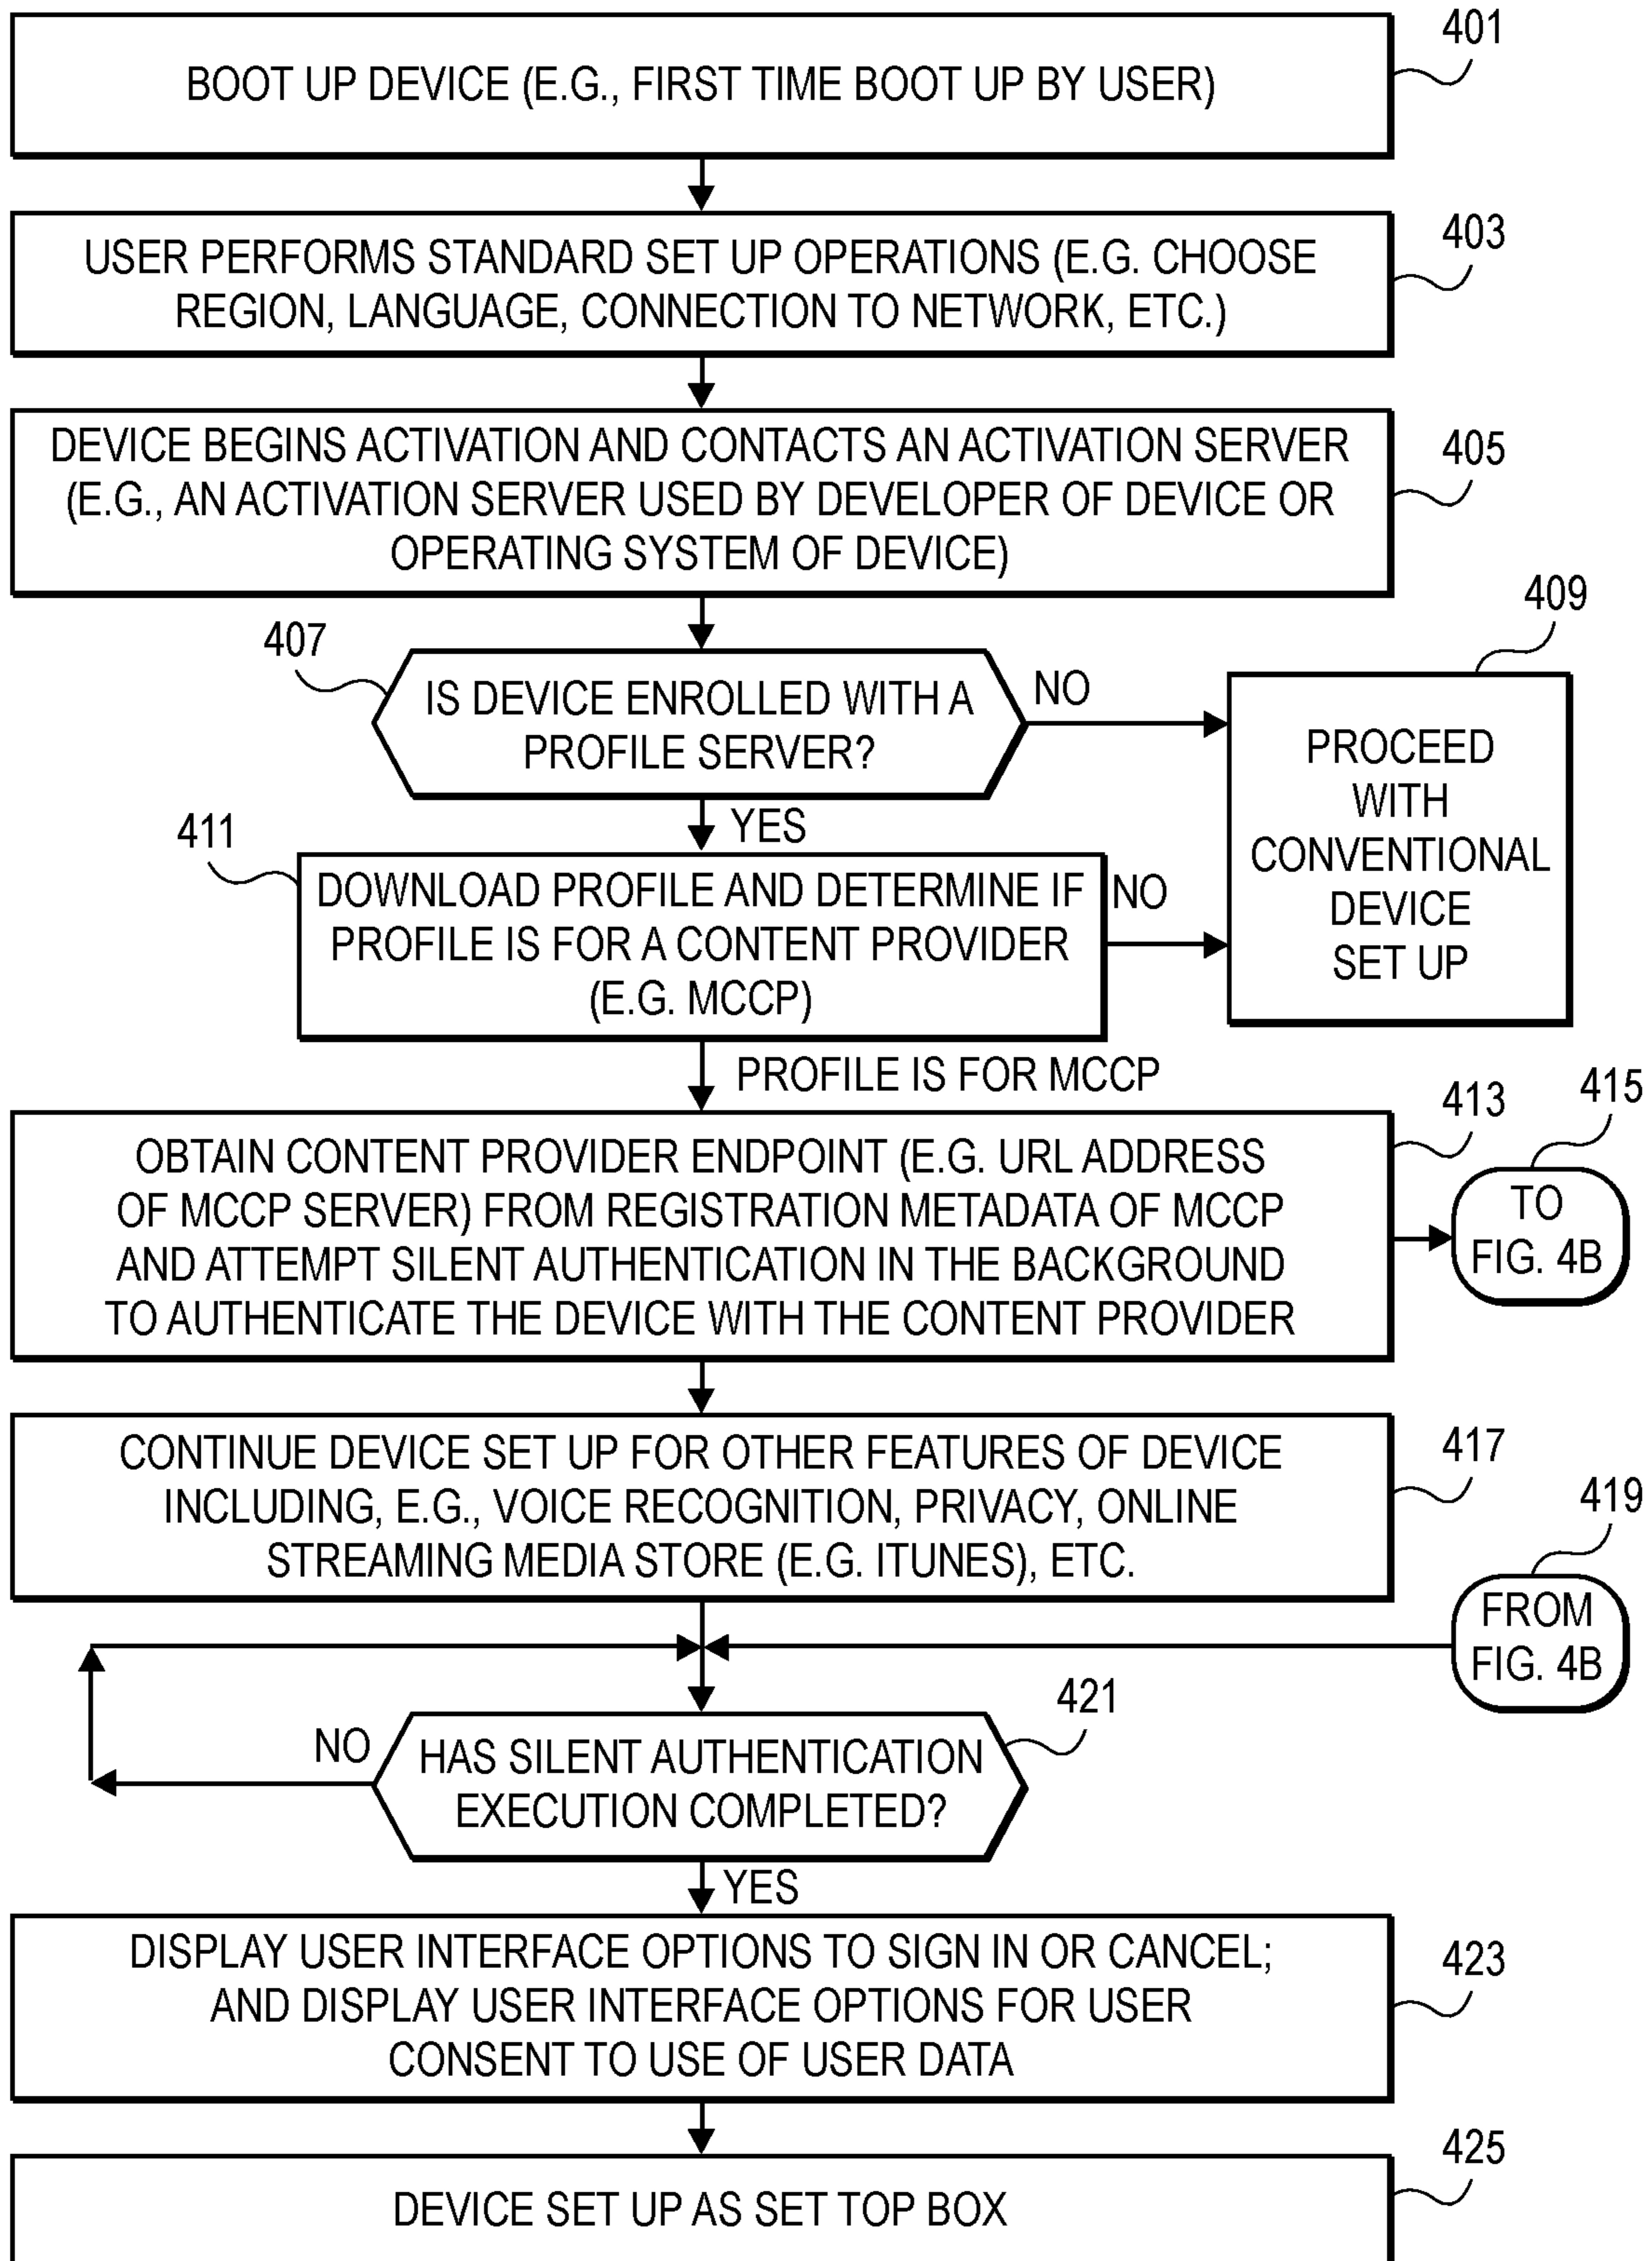 401
BOOT UP DEVICE (E.G., FIRST TIME BOOT UP BY USER)
403
USER PERFORMS STANDARD SET UP OPERATIONS (E.G. CHOOSE
REGION, LANGUAGE, CONNECTION TO NETWORK, ETC.)
405
DEVICE BEGINS ACTIVATION AND CONTACTS AN ACTIVATION SERVER
(E.G., AN ACTIVATION SERVER USED BY DEVELOPER OF DEVICE OR
OPERATING SYSTEM OF DEVICE)
407
IS DEVICE ENROLLED WITH A
PROFILE SERVER?
NO
409
PROCEED
WITH
CONVENTIONAL
DEVICE
SET UP
YES
411
DOWNLOAD PROFILE AND DETERMINE IF
PROFILE IS FOR A CONTENT PROVIDER
(E.G. MCCP)
NO
PROFILE IS FOR MCCP
413
OBTAIN CONTENT PROVIDER ENDPOINT (E.G. URL ADDRESS
OF MCCP SERVER) FROM REGISTRATION METADATA OF MCCP
AND ATTEMPT SILENT AUTHENTICATION IN THE BACKGROUND
TO AUTHENTICATE THE DEVICE WITH THE CONTENT PROVIDER
415
TO
FIG. 4B
417
CONTINUE DEVICE SET UP FOR OTHER FEATURES OF DEVICE
INCLUDING, E.G., VOICE RECOGNITION, PRIVACY, ONLINE
STREAMING MEDIA STORE (E.G. ITUNES), ETC.
419
FROM
FIG. 4B
421
HAS SILENT AUTHENTICATION
EXECUTION COMPLETED?
NO
YES
423
DISPLAY USER INTERFACE OPTIONS TO SIGN IN OR CANCEL;
AND DISPLAY USER INTERFACE OPTIONS FOR USER
CONSENT TO USE OF USER DATA
425
DEVICE SET UP AS SET TOP BOX